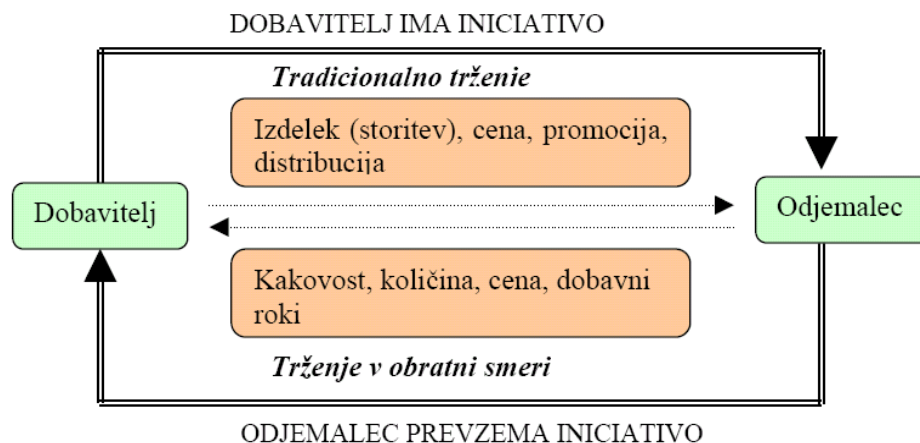 DOBAVITELJ IMA INICIATIVO
Tradicionalno trženie
Izdelek (storitev), cena, promocija,
distribucija
Dobavitelj
Odjemalec
Kakovost, količina, cena, dobavni
roki
Trženje v obratni smeri
ODJEMALEC PREVZEMA INICIATIVO